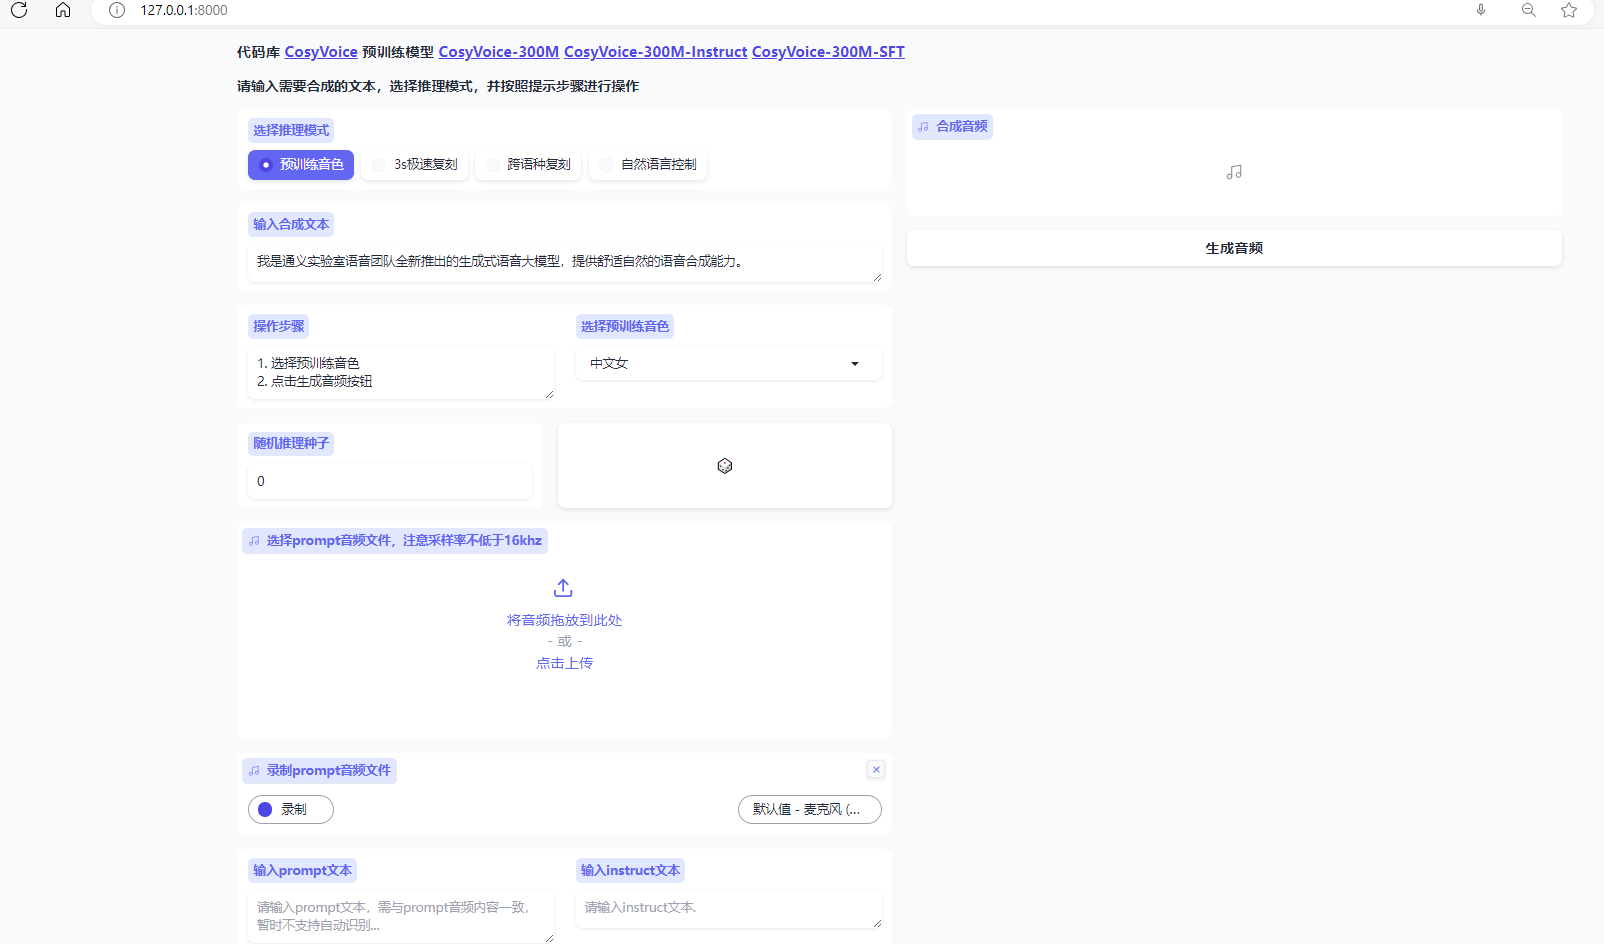 127.0.0.1:8000
代码库 CosyVoice 预训练模型 CosyVoice-300M CosyVoice-300M-Instruct CosyVoice-300M-SFT
请输入需要合成的文本，选择推理模式，并按照提示步骤进行操作
选择推理模式
预训练音色 3s极速复刻 跨语种复刻 自然语言控制
合成音频
生成音频
输入合成文本
我是通义实验室语音团队全新推出的生成式语音大模型，提供舒适自然的语音合成能力。
操作步骤
1. 选择预训练音色
2. 点击生成音频按钮
选择预训练音色
中文女
随机推理种子
0
选择prompt音频文件，注意采样率不低于16khz
将音频拖放到此处
- 或 -
点击上传
录制prompt音频文件
录制
默认值 - 麦克风 (...
输入prompt文本
请输入prompt文本，需与prompt音频内容一致，
暂时不支持自动识别...
输入instruct文本
请输入instruct文本.